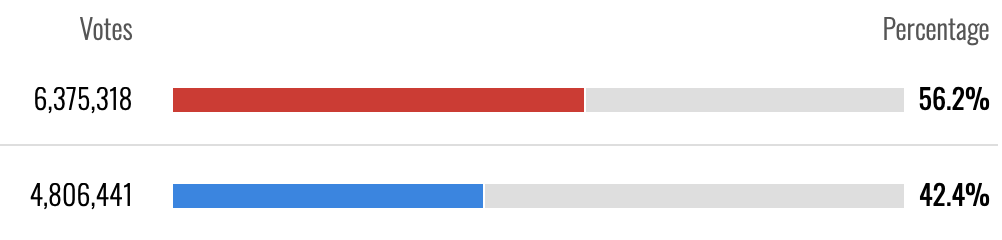 Votes Percentage
6,375,318 56.2%
4,806,441 42.4%